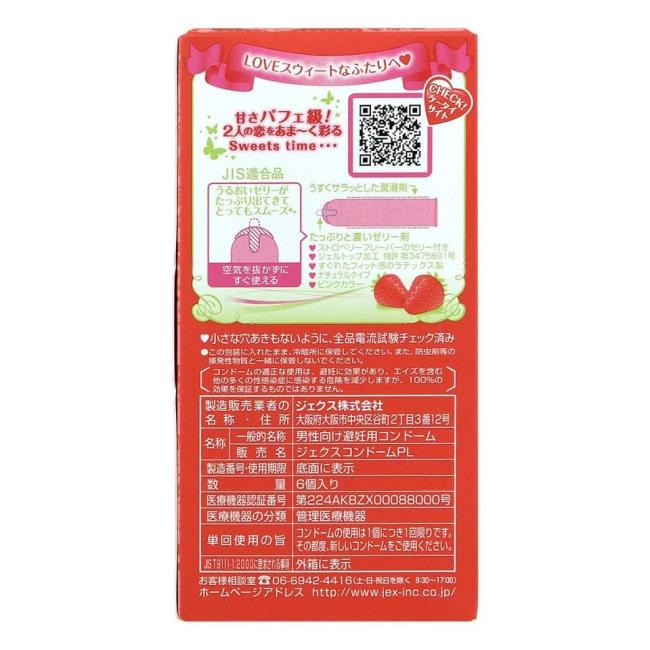 LOVEスウィートなふたりへ♥
CHECK!
ケータイ
サイト
甘さパフェ級!
2人の恋をあま〜く彩る
Sweets time・・・
JIS適合品
うるおいゼリーが
たっぷり出てきて
とってもスムーズ
空気を抜かずに
すぐ使える
うすくサラッとした潤滑剤
たっぷりと濃いゼリー剤
♥ストロベリーフレーバーのゼリー付き
♥ジェルトップ加工 特許 第3475891号
♥すぐれたフィット感のラテックス製
♥ナチュラルタイプ
♥ピンクカラー
♥小さな穴あきもないように、全品電流試験チェック済み
●この包装に入れたまま、冷暗所に保管してください。また、防虫剤等の
揮発性物質と一緒に保管しないでください。
コンドームの適正な使用は、避妊に効果があり、エイズを含む
他の多くの性感染症に感染する危険を減少しますが、100%の
効果を保証するものではありません。
製造販売業者の 名称・住所
ジェクス株式会社
大阪府大阪市中央区谷町2丁目3番12号
名称 一般的名称 男性向け避妊用コンドーム
販売名 ジェクスコンドームPL
製造番号・使用期限 底面に表示
数量 6個入り
医療機器認証番号 第224AKBZX00088000号
医療機器の分類 管理医療機器
単回使用の旨 コンドームの使用は1個につき1回限りです。
その都度、新しいコンドームをご使用ください。
JIS T9111-1:2000に要求される事項 外箱に表示
お客様相談室☎06-6942-4416(土・日・祝日を除く 9:30〜17:00)
ホームページアドレス http://www.jex-inc.co.jp/